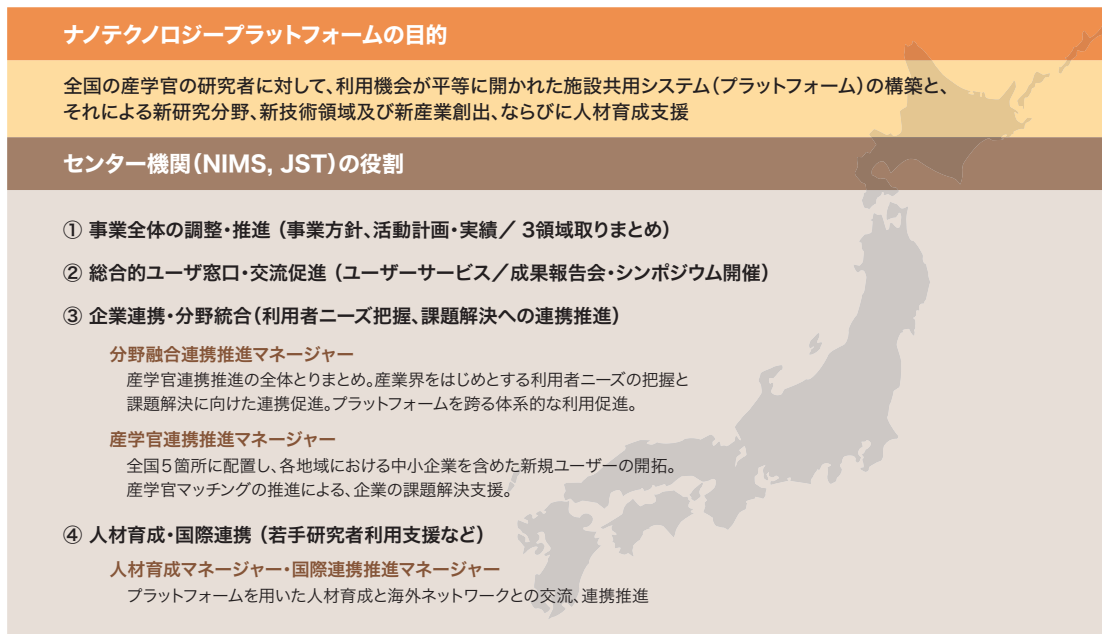 ナノテクノロジープラットフォームの目的
全国の産学官の研究者に対して、利用機会が平等に開かれた施設共用システム（プラットフォーム）の構築と、
それによる新研究分野、新技術領域及び新産業創出、ならびに人材育成支援
センター機関（NIMS, JST）の役割
① 事業全体の調整・推進（事業方針、活動計画・実績／ 3領域取りまとめ）
② 総合的ユーザ窓口・交流促進（ユーザーサービス／成果報告会・シンポジウム開催）
③ 企業連携・分野統合（利用者ニーズ把握、課題解決への連携推進）
分野融合連携推進マネージャー
産学官連携推進の全体とりまとめ。産業界をはじめとする利用者ニーズの把握と
課題解決に向けた連携促進。プラットフォームを跨る体系的な利用促進。
産学官連携推進マネージャー
全国5箇所に配置し、各地域における中小企業を含めた新規ユーザーの開拓。
産学官マッチングの推進による、企業の課題解決支援。
④ 人材育成・国際連携（若手研究者利用支援など）
人材育成マネージャー・国際連携推進マネージャー
プラットフォームを用いた人材育成と海外ネットワークとの交流、連携推進